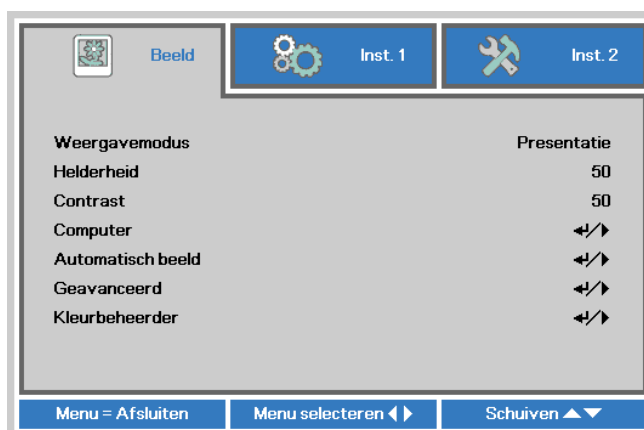 Beeld Inst. 1 Inst. 2
Weergavemodus Presentatie
Helderheid 50
Contrast 50
Computer ↵/▶
Automatisch beeld ↵/▶
Geavanceerd ↵/▶
Kleurbeheerder ↵/▶
Menu = Afsluiten Menu selecteren ◀▶ Schuiven ▲▼